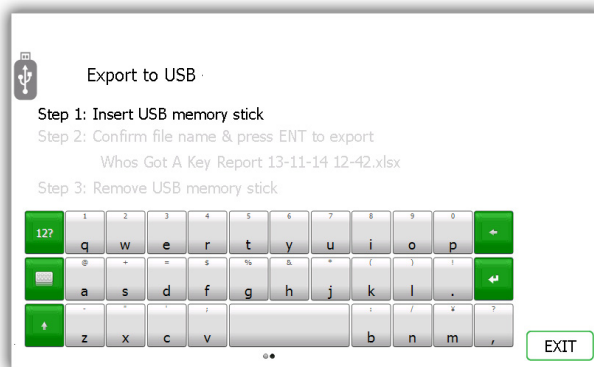 Export to USB
Step 1: Insert USB memory stick
Step 2: Confirm file name & press ENT to export
Whos Got A Key Report 13-11-14 12-42.xlsx
Step 3: Remove USB memory stick
12? 1 q 2 w 3 e 4 r 5 t 6 y 7 u 8 i 9 o 0 p
@ a + s = d $ f % g & h * j ( k ) l ! .
- z " x ' c ; v : b / n ¥ m ? ,
EXIT